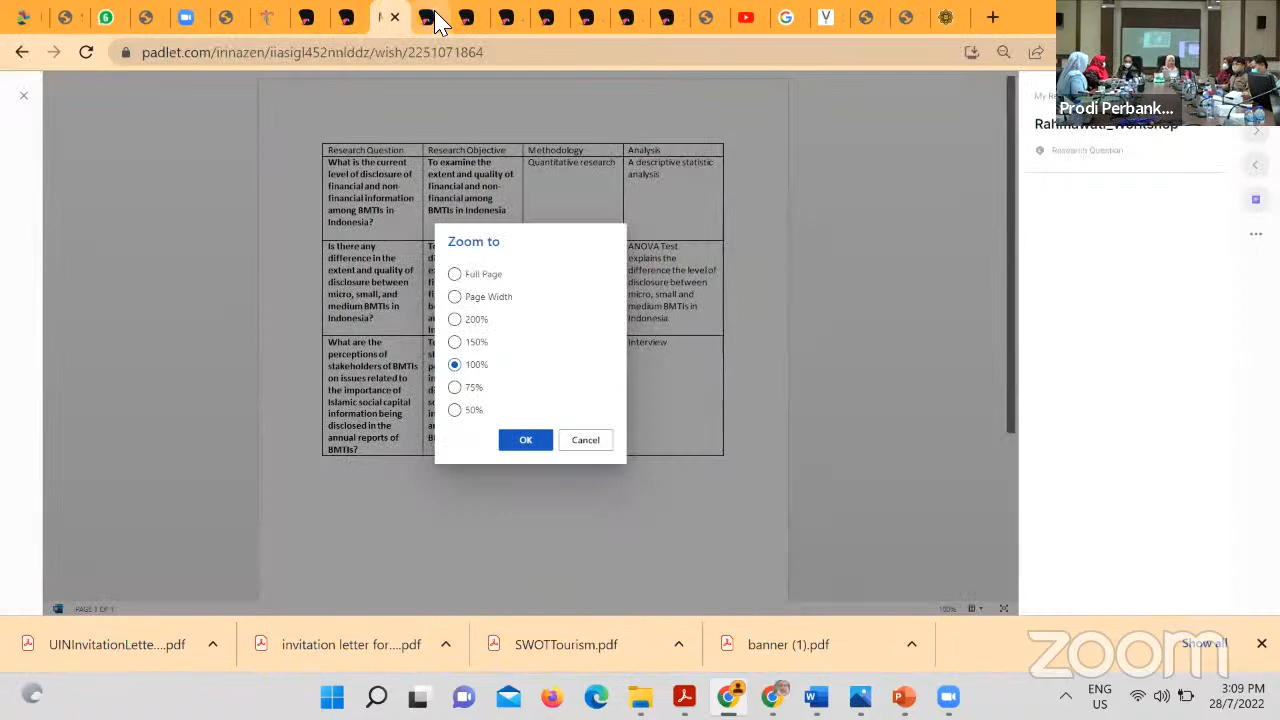 padlet.com/irinazen/iiasigl452nnlddz/wish/2251071864
Prodi Perbank...
Rahmawati_Workshop
Research Question
Research Question Research Objective Methodology Analysis
What is the current
level of disclosure of
financial and non-
financial information
among BMTIs in
Indonesia?
To examine the
extent and quality of
financial and non-
financial among
BMTIs in Indonesia
Quantitative research
A descriptive statistic
analysis
Is there any
difference in the
extent and quality of
disclosure between
micro, small, and
medium BMTIs in
Indonesia?
ANOVA Test
explains the
difference the level of
disclosure between
micro, small and
medium BMTIs in
Indonesia.
What are the
perceptions of
stakeholders of BMTIs
on issues related to
the importance of
Islamic social capital
information being
disclosed in the
annual reports of
BMTIs?
Interview
Zoom to
Full Page
Page Width
200%
150%
100%
75%
50%
OK
Cancel
PAGE 1 OF 1
100%
UINInvitationLette....pdf
invitation letter for....pdf
SWOTTourism.pdf
banner (1).pdf
Show all
zoom
ENG
US
3:09 PM
28/7/2022